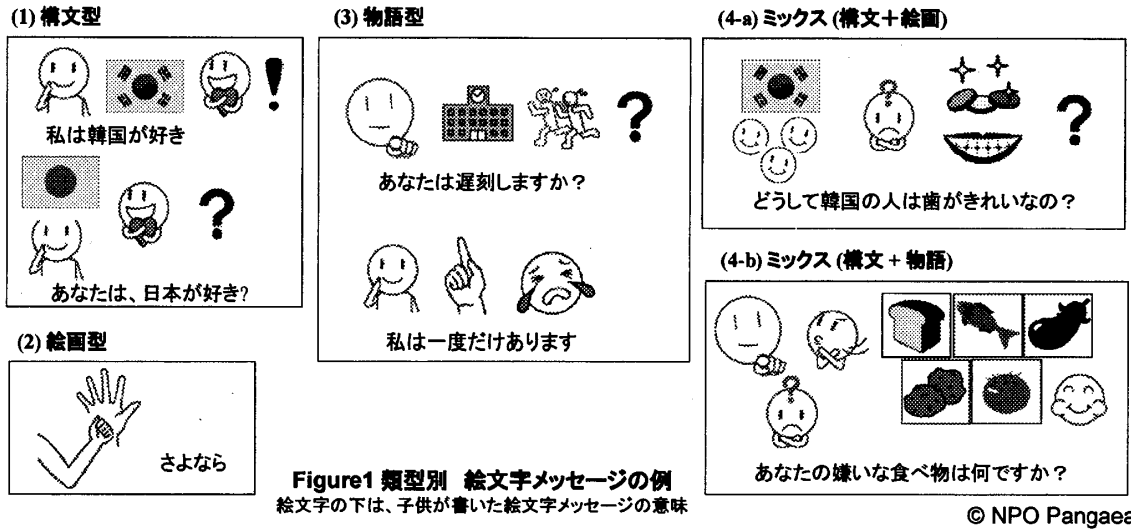 (1) 構文型
私は韓国が好き
あなたは、日本が好き?
(2) 絵画型
さよなら
(3) 物語型
あなたは遅刻しますか？
私は一度だけあります
(4-a) ミックス (構文＋絵画)
どうして韓国の人は歯がきれいなの？
(4-b) ミックス (構文 + 物語)
あなたの嫌いな食べ物は何ですか？
Figure1 類型別 絵文字メッセージの例
絵文字の下は、子供が書いた絵文字メッセージの意味
© NPO Pangaea